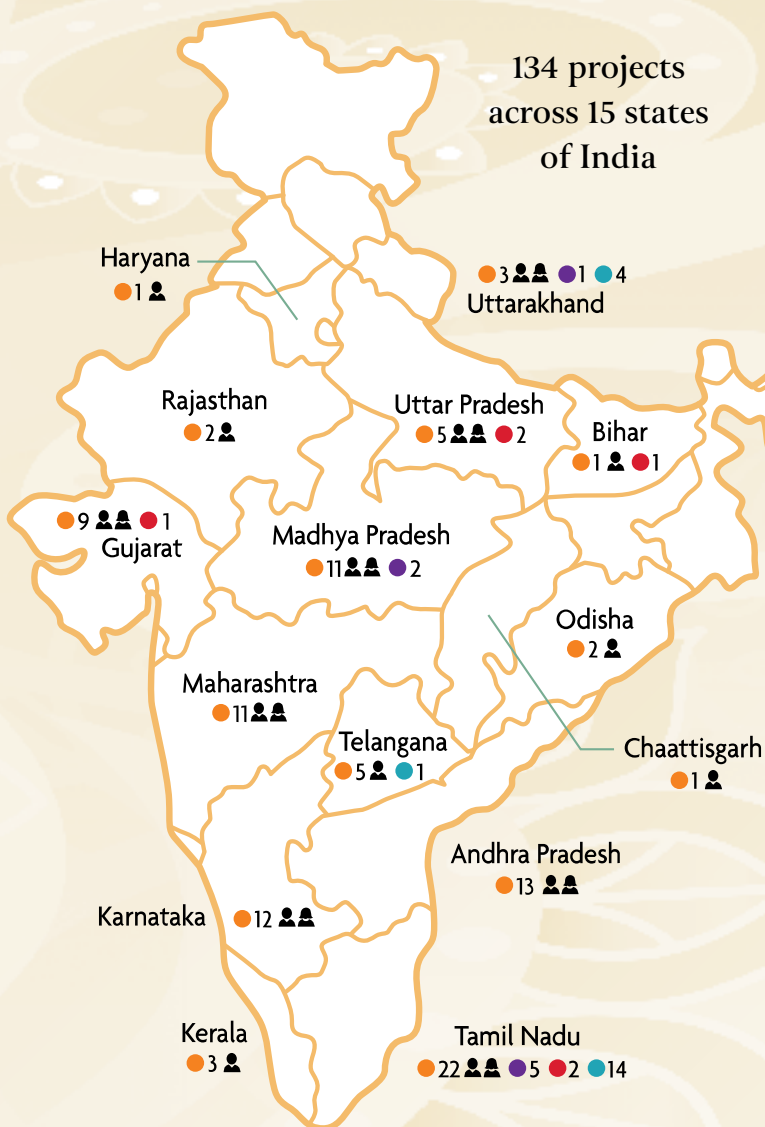 134 projects
across 15 states
of India
Haryana
1
3 1 4
Uttarakhand
Rajasthan
2
Uttar Pradesh
5 2
Bihar
1 1
9 1
Gujarat
Madhya Pradesh
11 2
Odisha
2
Maharashtra
11
Telangana
5 1
Chaattisgarh
1
Andhra Pradesh
13
Karnataka 12
Kerala
3
Tamil Nadu
22 5 2 14